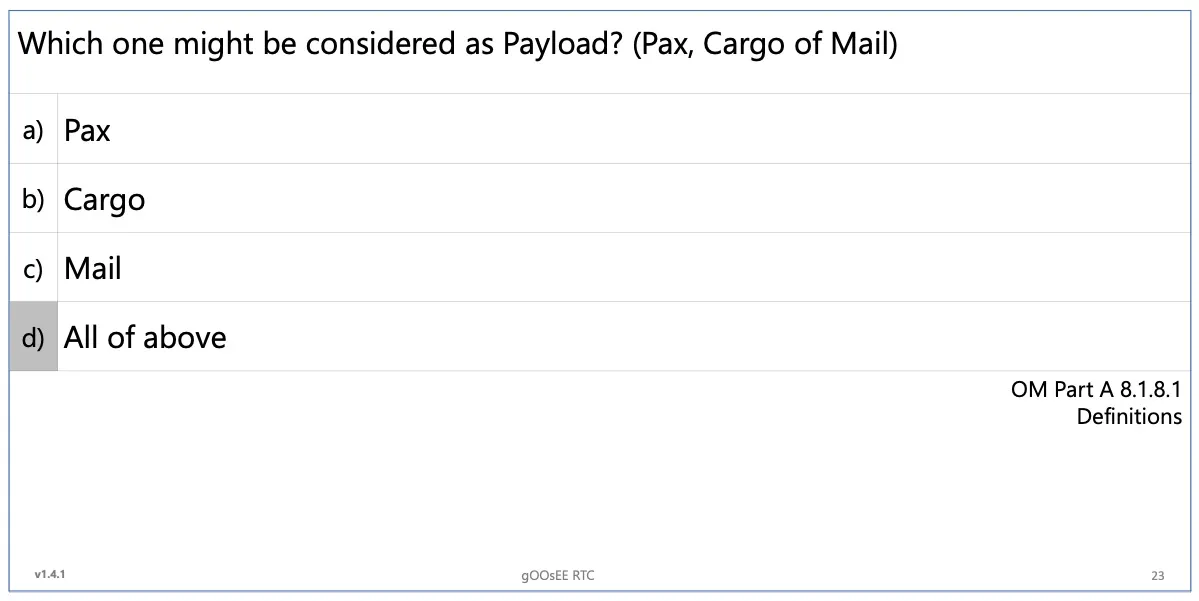 Which one might be considered as Payload? (Pax, Cargo of Mail)
a) Pax
b) Cargo
c) Mail
d) All of above
OM Part A 8.1.8.1
Definitions
v1.4.1 gOOsEE RTC 23